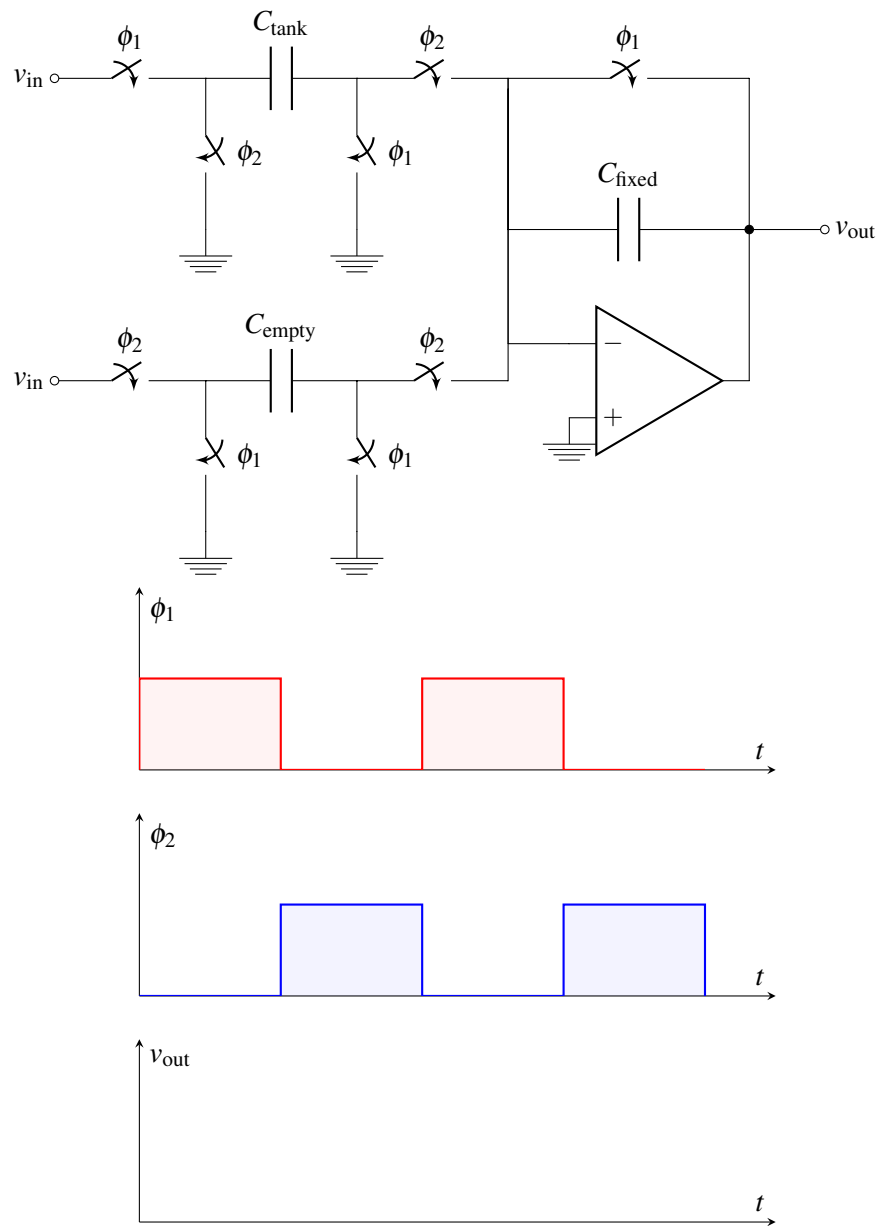 C_tank
ϕ1 ϕ2 ϕ1
v_in
ϕ2 ϕ1
C_fixed
v_out
C_empty
ϕ2 ϕ2
v_in
−
+
ϕ1 ϕ1
ϕ1
t
ϕ2
t
v_out
t